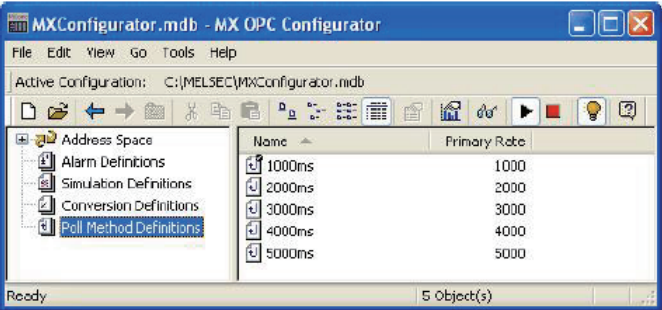 MXConfigurator.mdb - MX OPC Configurator
File Edit View Go Tools Help
Active Configuration: C:\MELSEC\MXConfigurator.mdb
Address Space
Alarm Definitions
Simulation Definitions
Conversion Definitions
Poll Method Definitions
Name Primary Rate
1000ms 1000
2000ms 2000
3000ms 3000
4000ms 4000
5000ms 5000
Ready 5 Object(s)